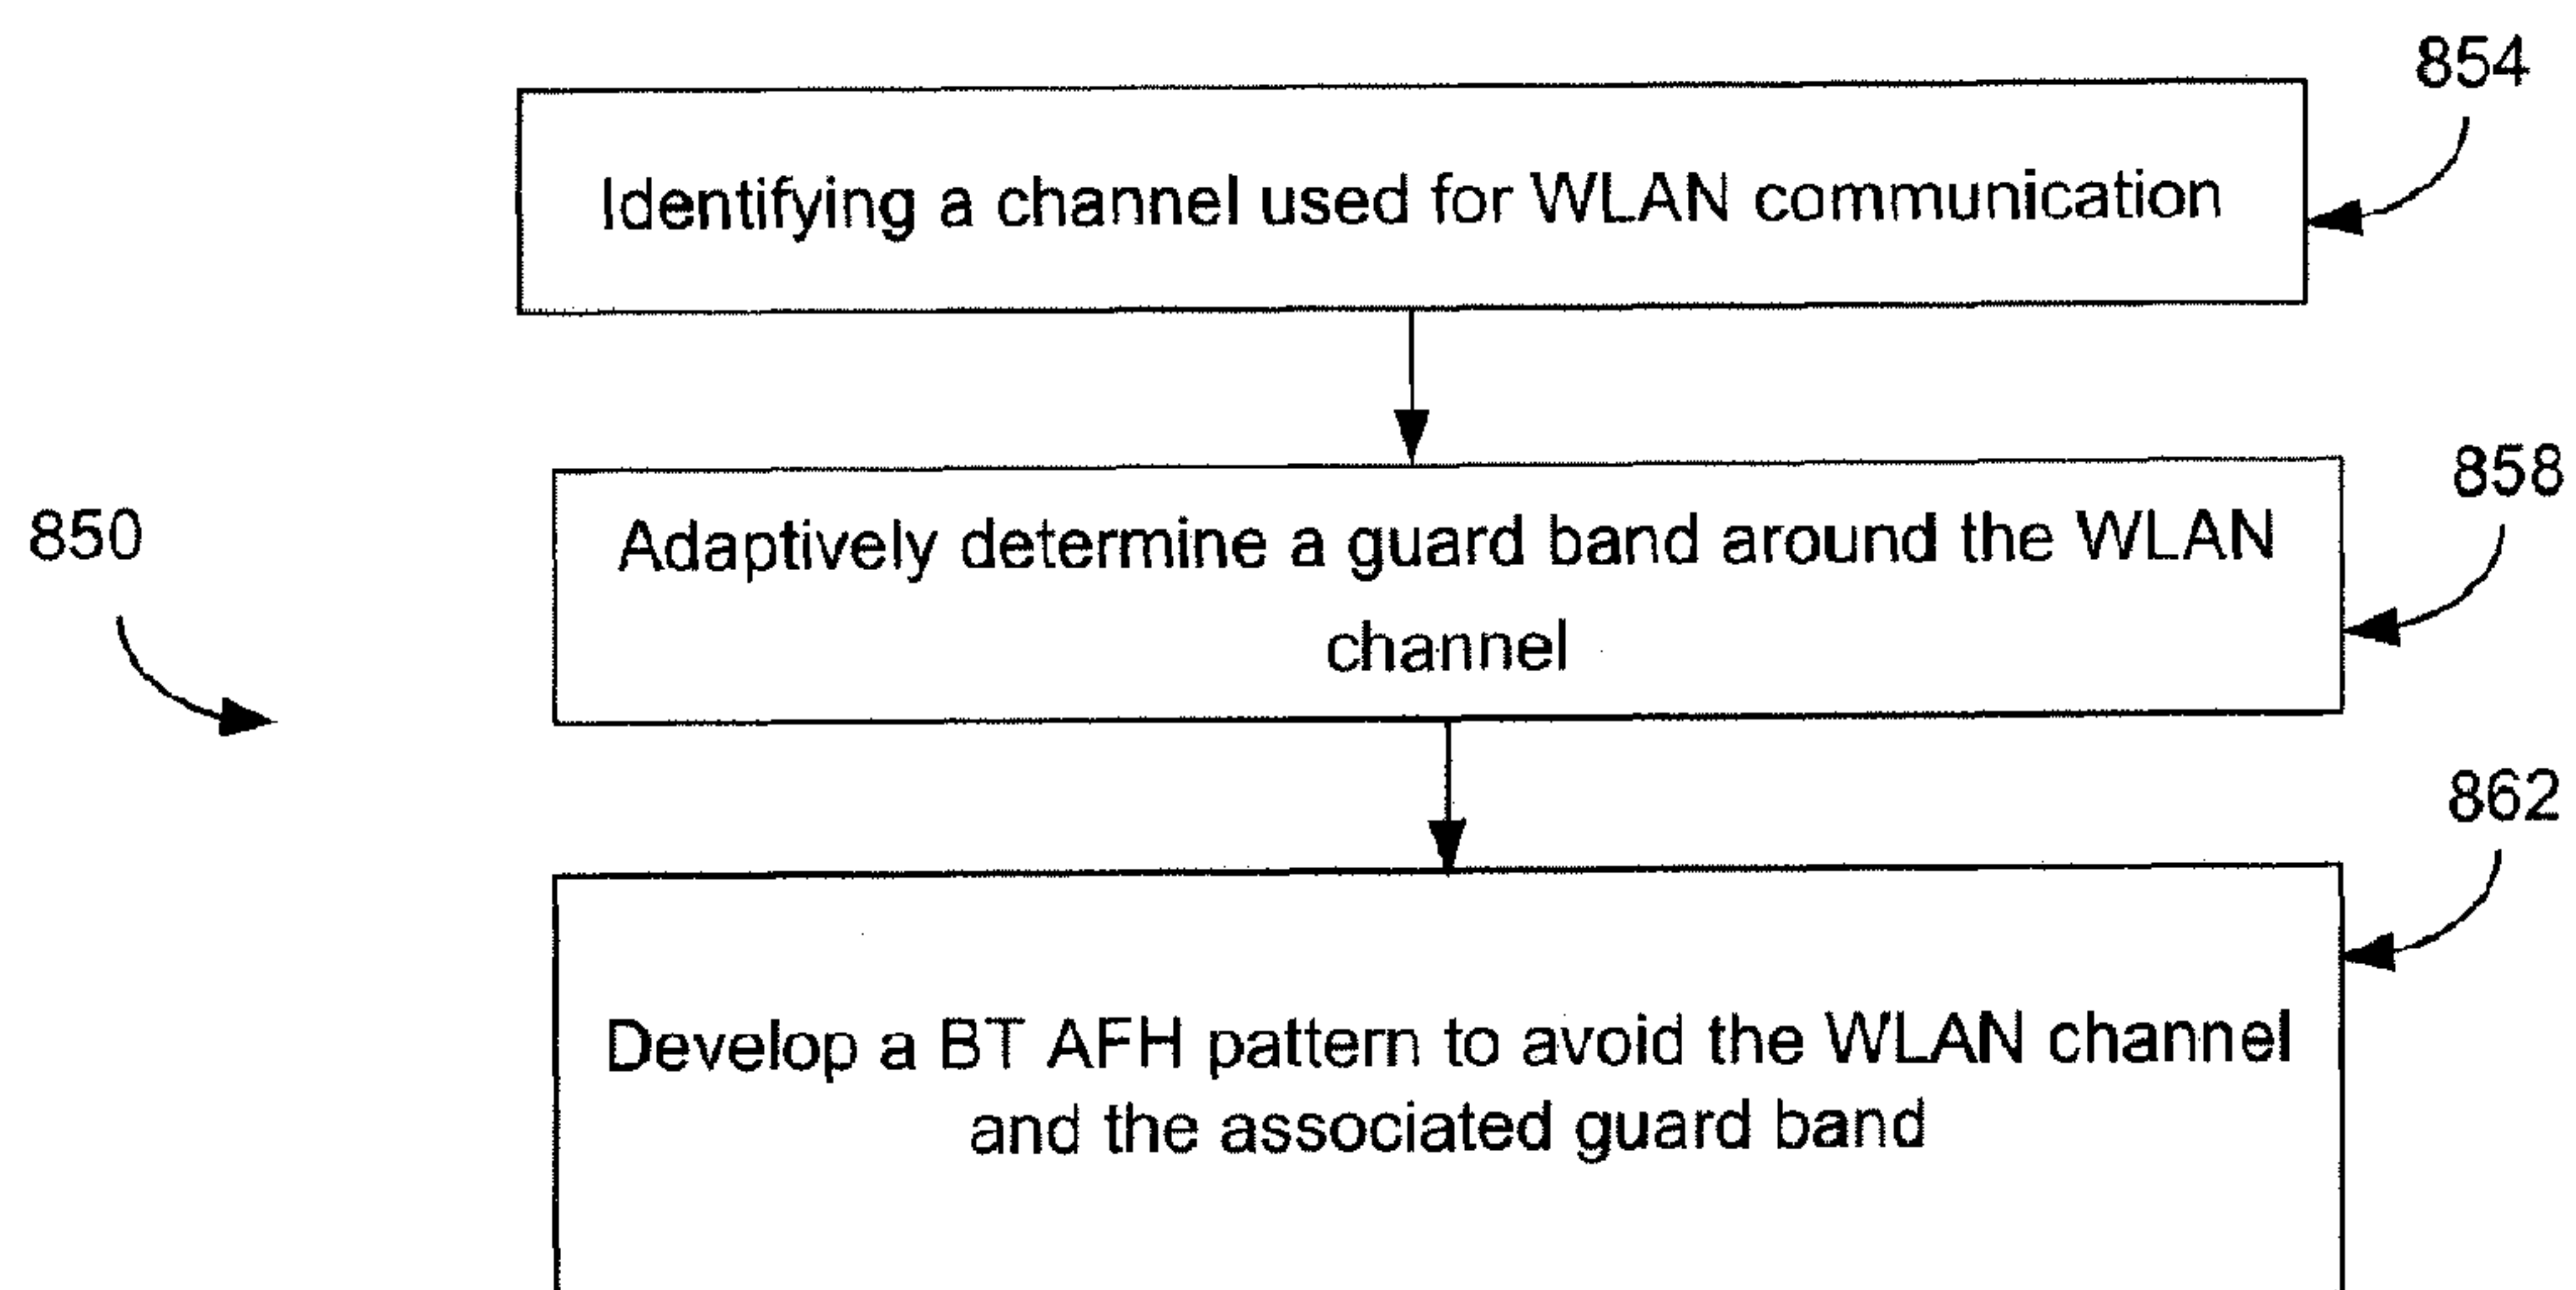 854
Identifying a channel used for WLAN communication
858
850
Adaptively determine a guard band around the WLAN
channel
862
Develop a BT AFH pattern to avoid the WLAN channel
and the associated guard band